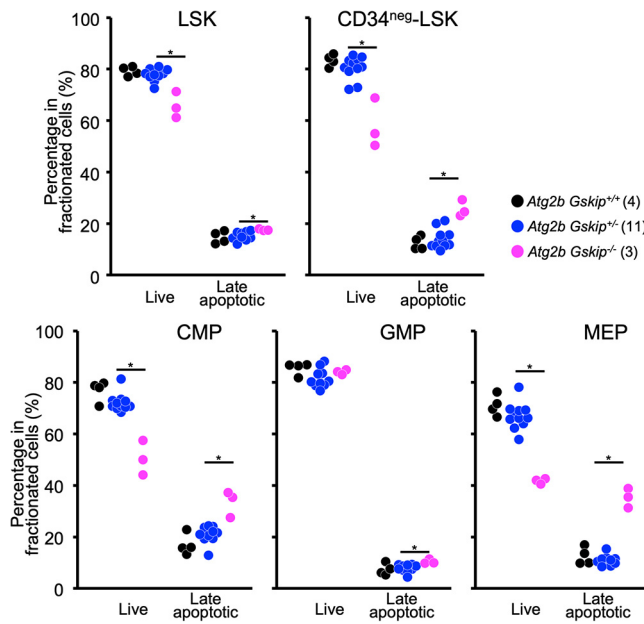 LSK
CD34neg-LSK
Percentage in
fractionated cells (%)
100
80
60
40
20
0
*
*
*
*
Live
Late
apoptotic
Live
Late
apoptotic
Atg2b Gskip+/+ (4)
Atg2b Gskip+/- (11)
Atg2b Gskip-/- (3)
CMP
GMP
MEP
Percentage in
fractionated cells (%)
100
80
60
40
20
0
*
*
*
*
*
Live
Late
apoptotic
Live
Late
apoptotic
Live
Late
apoptotic